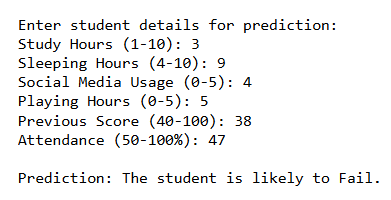 Enter student details for prediction:
Study Hours (1-10): 3
Sleeping Hours (4-10): 9
Social Media Usage (0-5): 4
Playing Hours (0-5): 5
Previous Score (40-100): 38
Attendance (50-100%): 47
Prediction: The student is likely to Fail.